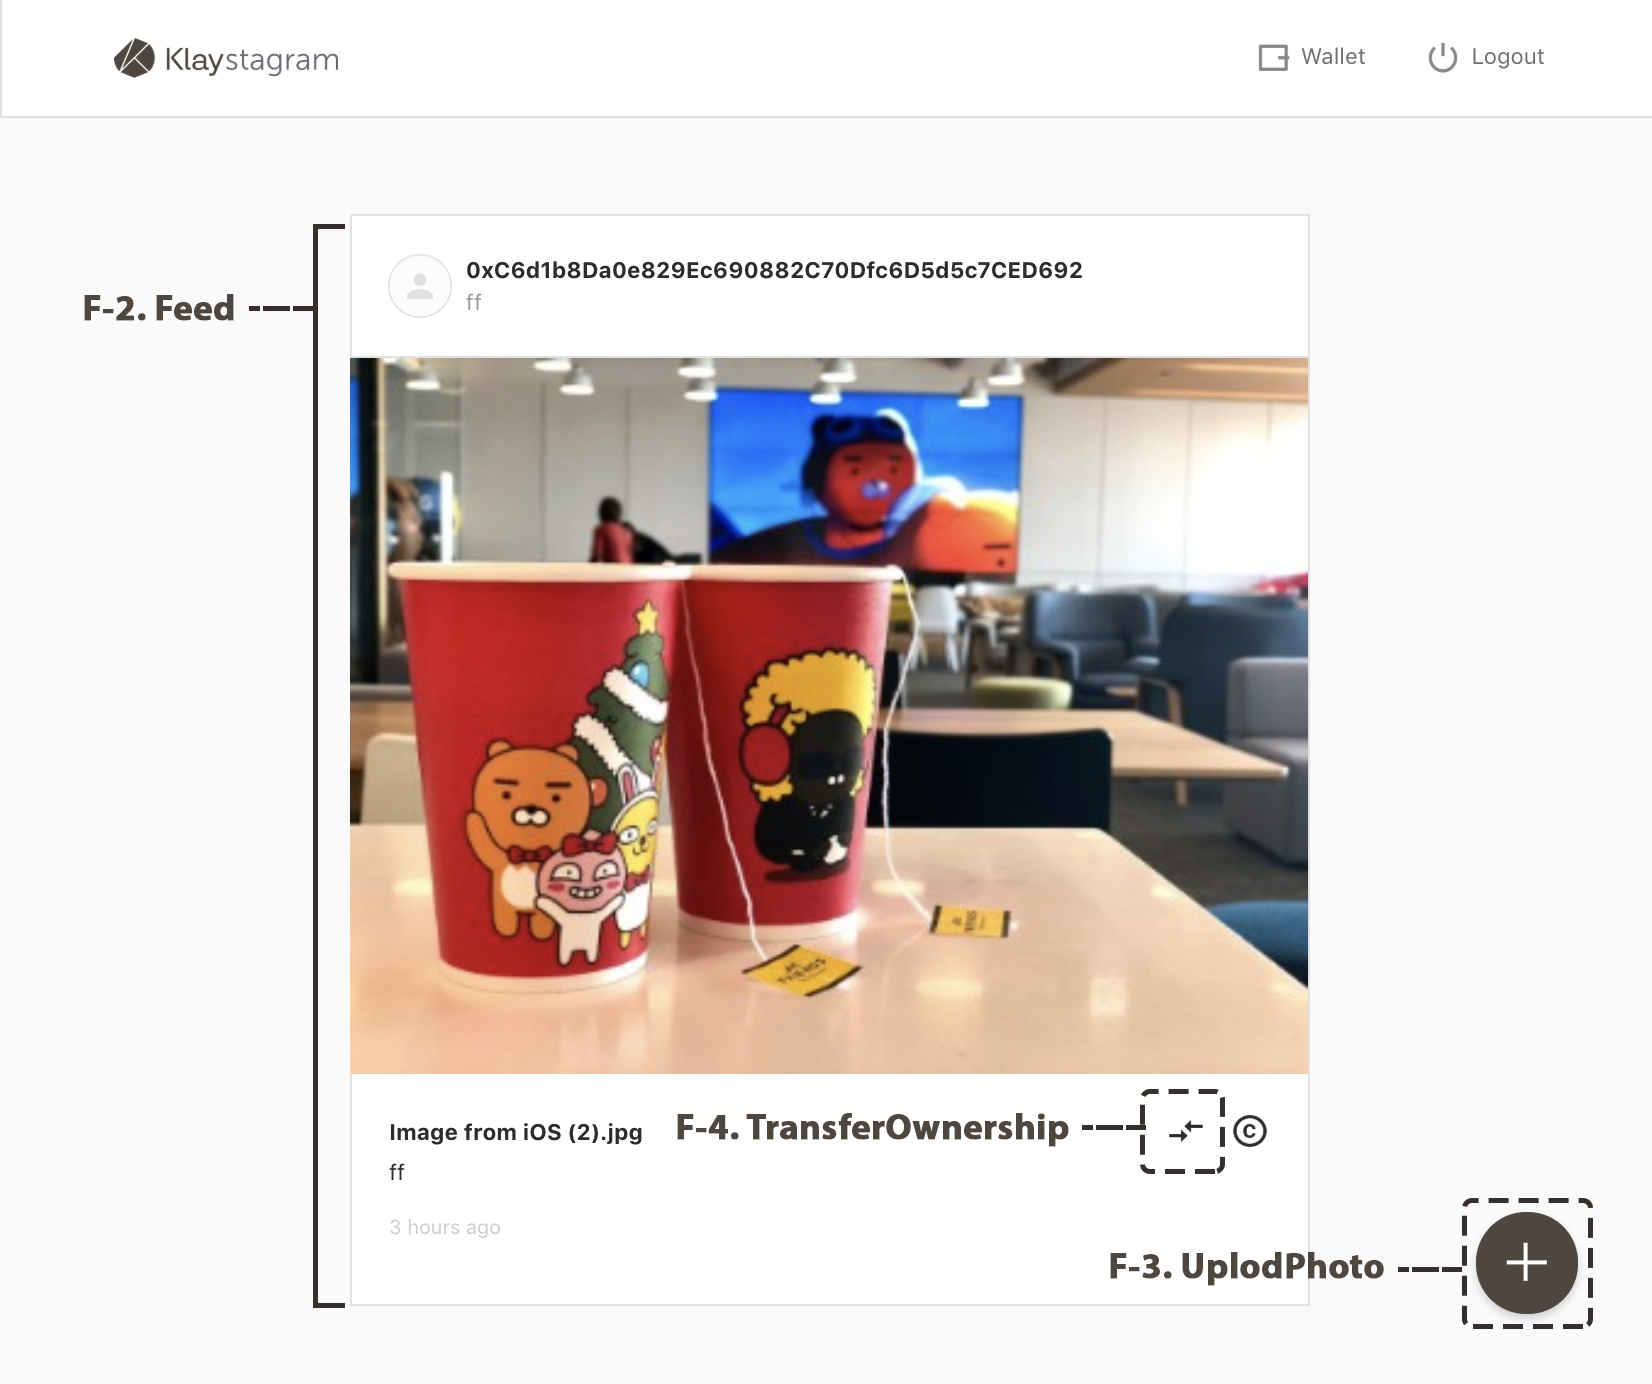 Klaystagram
Wallet
Logout
F-2. Feed
0xC6d1b8Da0e829Ec690882C70Dfc6D5d5c7CED692
ff
FRIENDS
Image from iOS (2).jpg
F-4. TransferOwnership
ff
3 hours ago
F-3. UplodPhoto